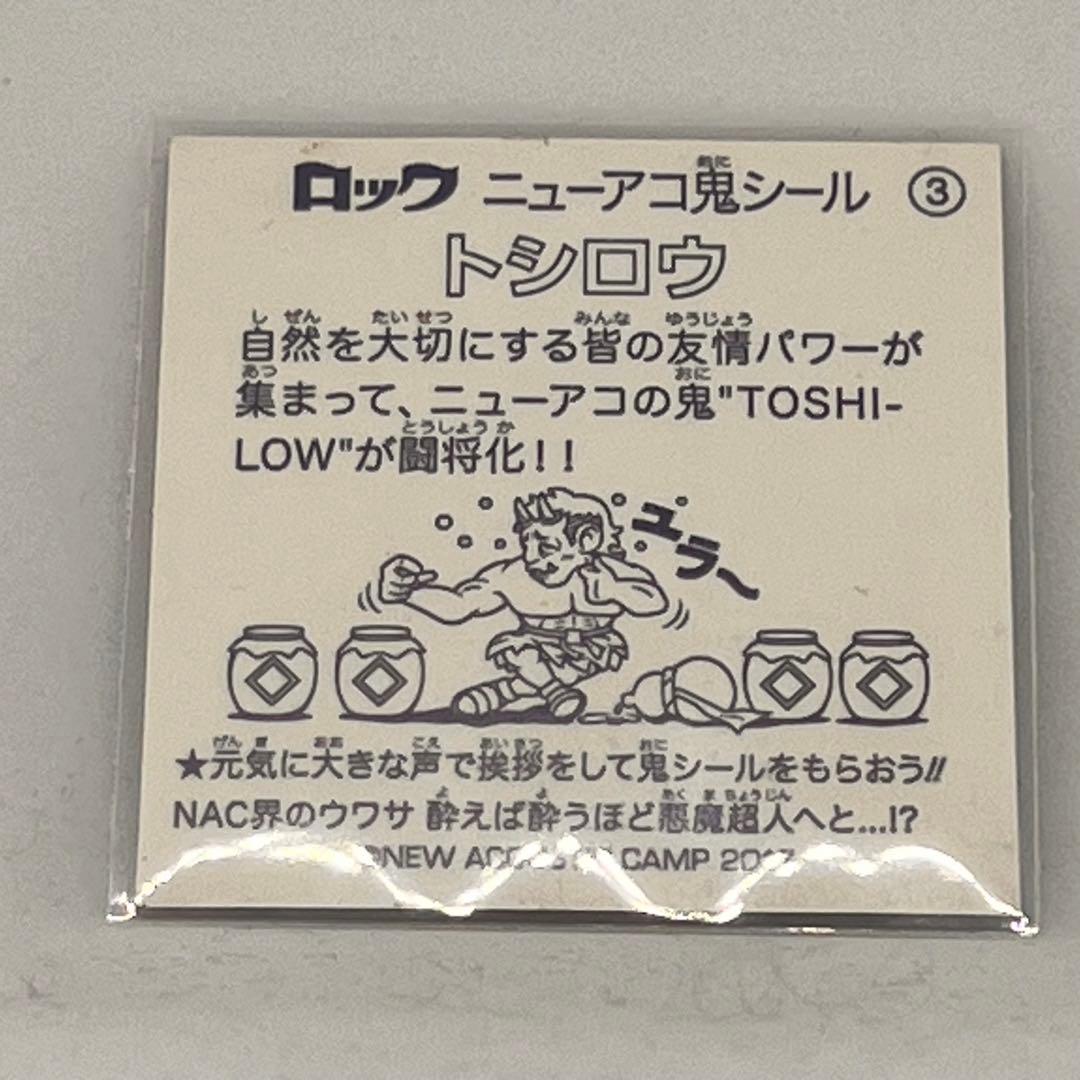 ロック ニューアコ鬼シール ③
トシロウ
自然を大切にする皆の友情パワーが
集まって、ニューアコの鬼"TOSHI-
LOW"が闘将化！！
ユラ〜
★元気に大きな声で挨拶をして鬼シールをもらおう!!
NAC界のウワサ 酔えば酔うほど悪魔超人へと...!?
NEW CAMP